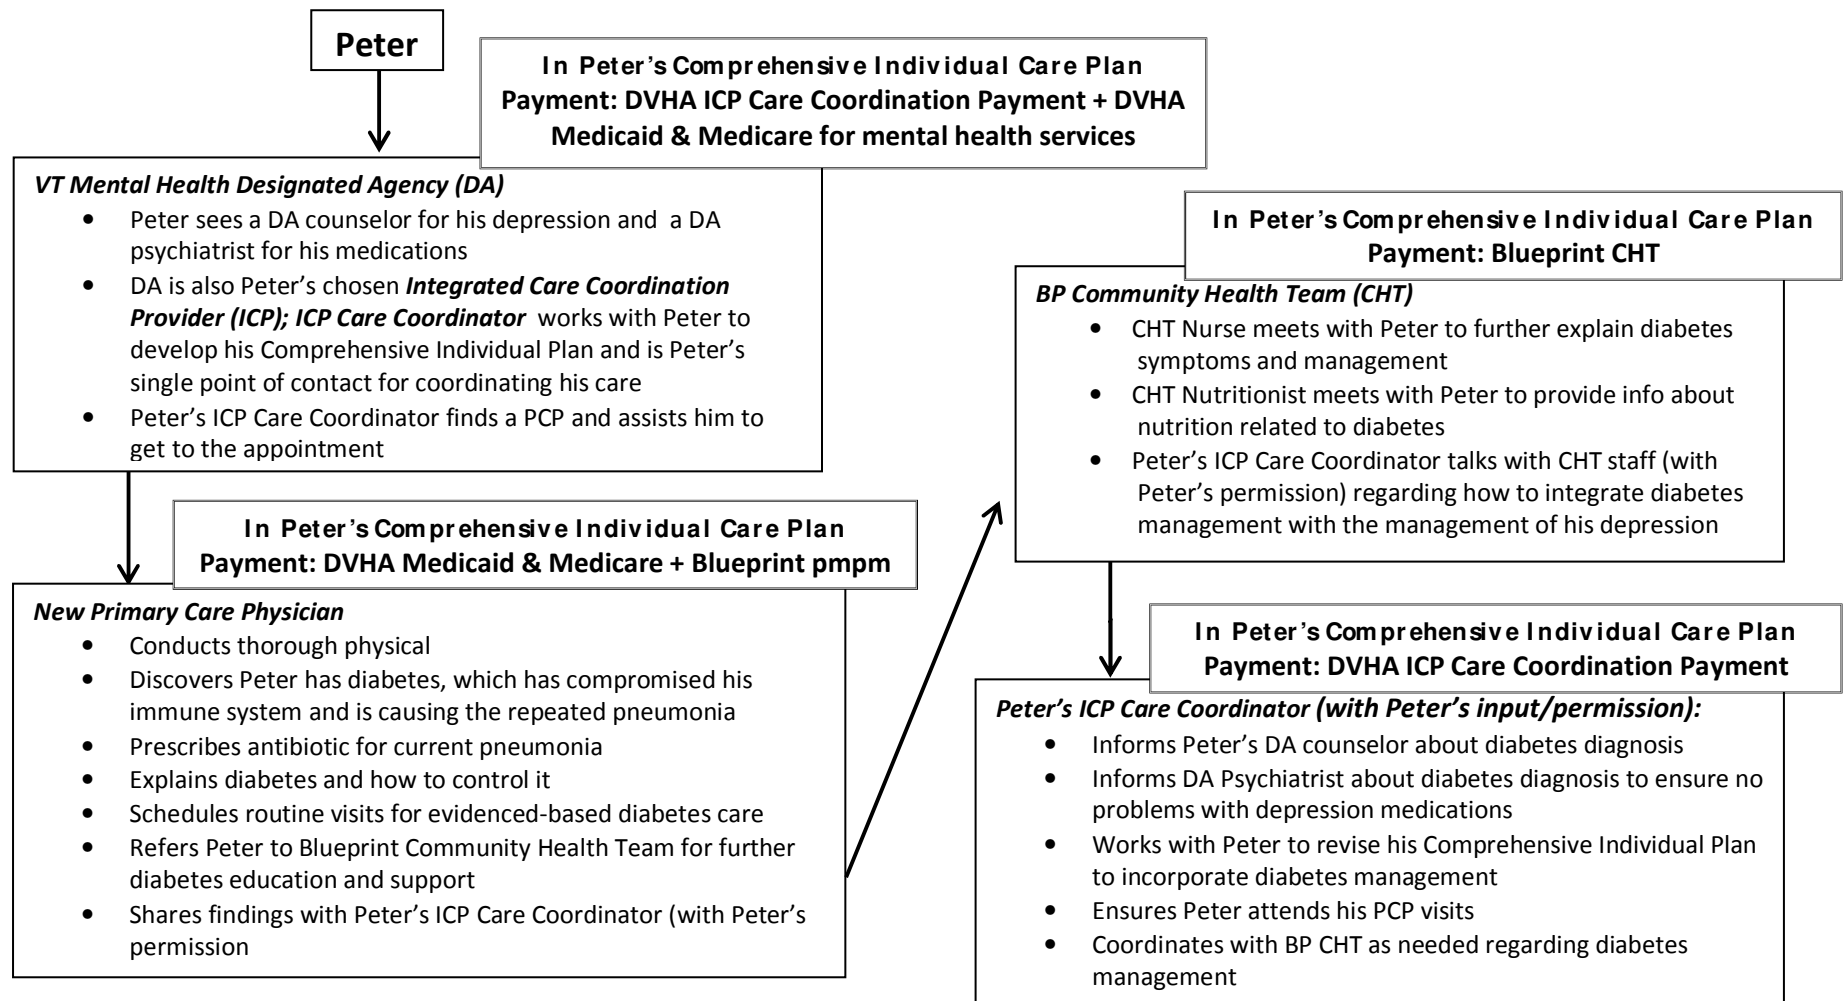 Peter
In Peter's Comprehensive Individual Care Plan
Payment: DVHA ICP Care Coordination Payment + DVHA
Medicaid & Medicare for mental health services
VT Mental Health Designated Agency (DA)
• Peter sees a DA counselor for his depression and a DA
psychiatrist for his medications
• DA is also Peter's chosen Integrated Care Coordination
Provider (ICP); ICP Care Coordinator works with Peter to
develop his Comprehensive Individual Plan and is Peter's
single point of contact for coordinating his care
• Peter's ICP Care Coordinator finds a PCP and assists him to
get to the appointment
In Peter's Comprehensive Individual Care Plan
Payment: DVHA Medicaid & Medicare + Blueprint pmpm
New Primary Care Physician
• Conducts thorough physical
• Discovers Peter has diabetes, which has compromised his
immune system and is causing the repeated pneumonia
• Prescribes antibiotic for current pneumonia
• Explains diabetes and how to control it
• Schedules routine visits for evidenced-based diabetes care
• Refers Peter to Blueprint Community Health Team for further
diabetes education and support
• Shares findings with Peter's ICP Care Coordinator (with Peter's
permission
In Peter's Comprehensive Individual Care Plan
Payment: Blueprint CHT
BP Community Health Team (CHT)
• CHT Nurse meets with Peter to further explain diabetes
symptoms and management
• CHT Nutritionist meets with Peter to provide info about
nutrition related to diabetes
• Peter's ICP Care Coordinator talks with CHT staff (with
Peter's permission) regarding how to integrate diabetes
management with the management of his depression
In Peter's Comprehensive Individual Care Plan
Payment: DVHA ICP Care Coordination Payment
Peter's ICP Care Coordinator (with Peter's input/permission):
• Informs Peter's DA counselor about diabetes diagnosis
• Informs DA Psychiatrist about diabetes diagnosis to ensure no
problems with depression medications
• Works with Peter to revise his Comprehensive Individual Plan
to incorporate diabetes management
• Ensures Peter attends his PCP visits
• Coordinates with BP CHT as needed regarding diabetes
management